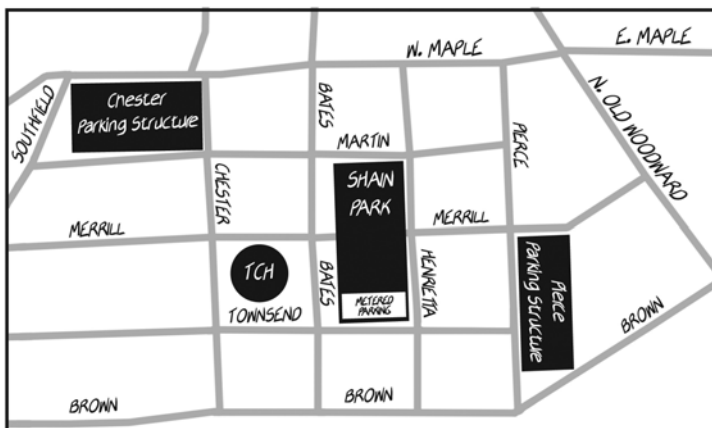 W. MAPLE
E. MAPLE
SOUTHFIELD
Chester
Parking Structure
BATES
MARTIN
PIERCE
N. OLD WOODWARD
CHESTER
SHAIN
PARK
MERRILL
MERRILL
TCH
TOWNSEND
BATES
METERED
PARKING
HENRIETTA
Pierce
Parking Structure
BROWN
BROWN
BROWN